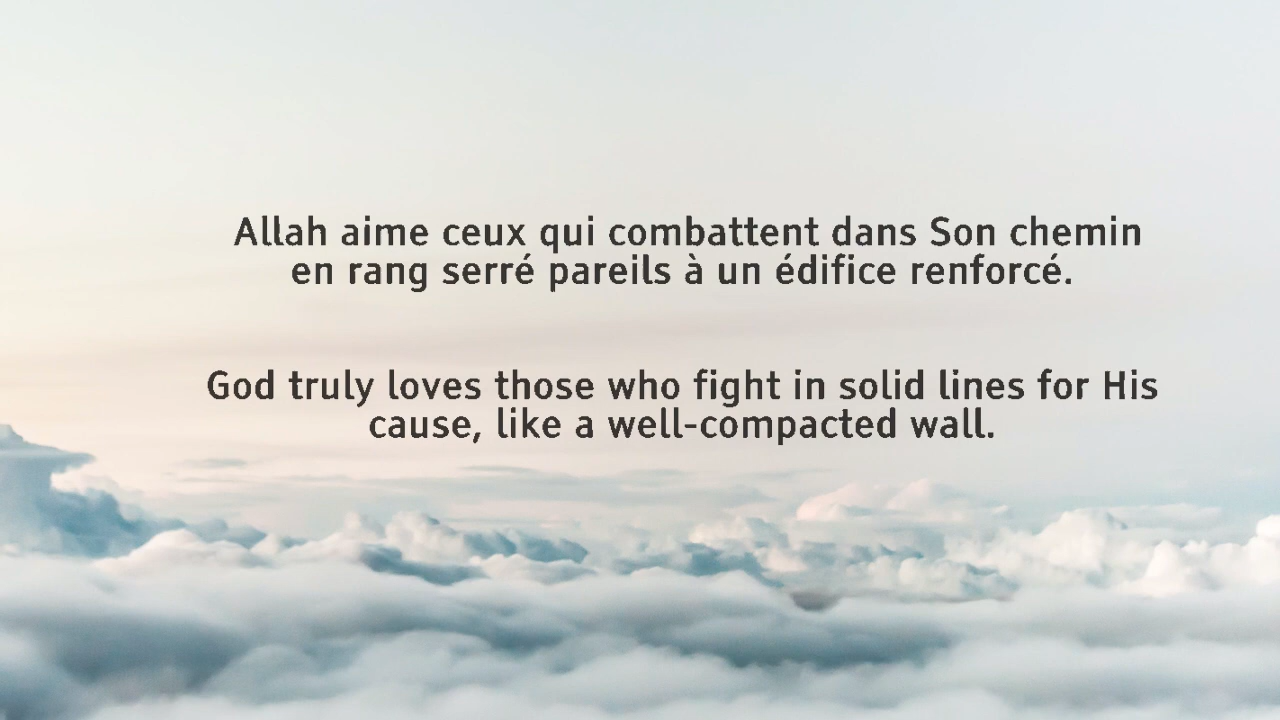 Allah aime ceux qui combattent dans Son chemin
en rang serré pareils à un édifice renforcé.
God truly loves those who fight in solid lines for His
cause, like a well-compacted wall.